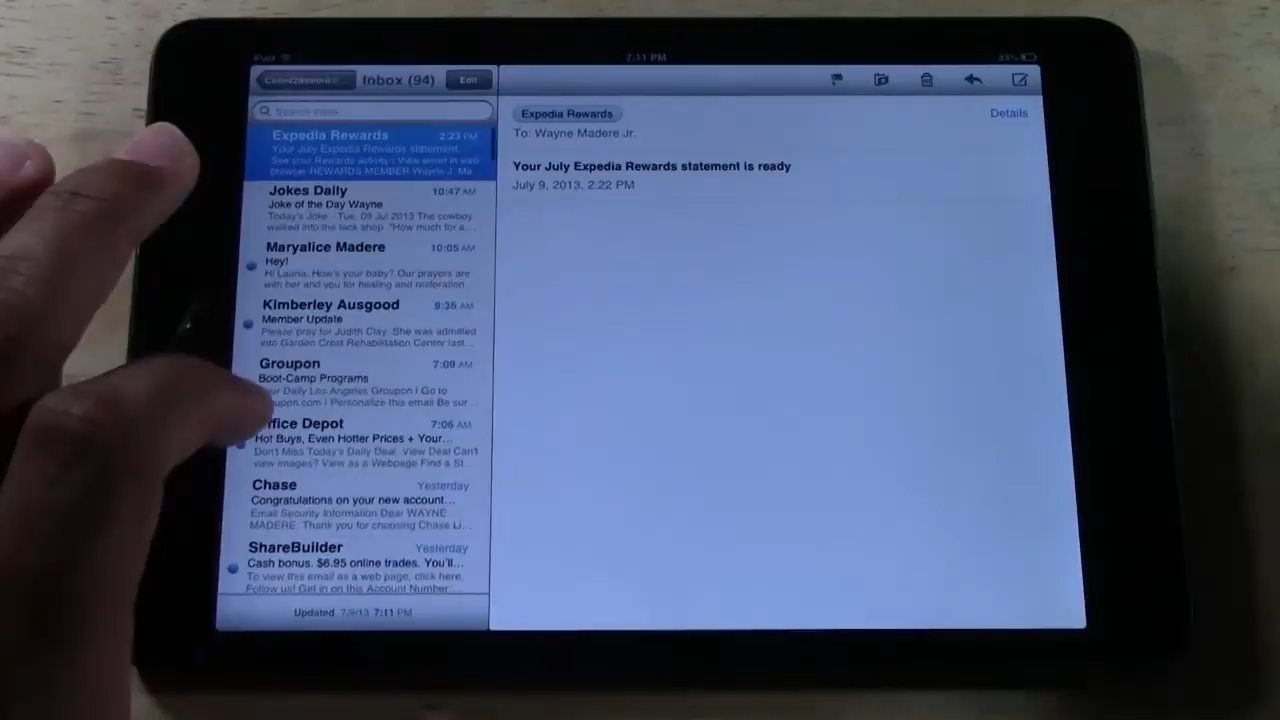 iPad
7:11 PM
33%
Inbox (94)
Edit
Search Inbox
Expedia Rewards 2:23 PM
Your July Expedia Rewards statement...
See your Rewards activity | View email in web
browser REWARDS MEMBER Wayne J. Ma...
Jokes Daily 10:47 AM
Joke of the Day Wayne
Today's Joke - Tue, 09 Jul 2013 The cowboy
walked into the tack shop. "How much for a...
Maryalice Madere 10:05 AM
Hey!
Hi Launa, How's your baby? Our prayers are
with her and you for healing and restoration.
Kimberley Ausgood 9:35 AM
Member Update
Please pray for Judith Clay. She was admitted
into Garden Crest Rehabilitation Center last...
Groupon 7:09 AM
Boot-Camp Programs
our Daily Los Angeles Groupon | Go to
oupon.com | Personalize this email Be sur...
ffice Depot 7:06 AM
Hot Buys, Even Hotter Prices + Your...
Don't Miss Today's Daily Deal. View Deal Can't
view images? View as a Webpage Find a St...
Chase Yesterday
Congratulations on your new account...
Email Security Information Dear WAYNE
MADERE: Thank you for choosing Chase Li...
ShareBuilder Yesterday
Cash bonus. $6.95 online trades. You'll...
To view this email as a web page, click here.
Follow us! Get in on this Account Number:
Updated 7/9/13 7:11 PM
Expedia Rewards
Details
To: Wayne Madere Jr.
Your July Expedia Rewards statement is ready
July 9, 2013, 2:22 PM